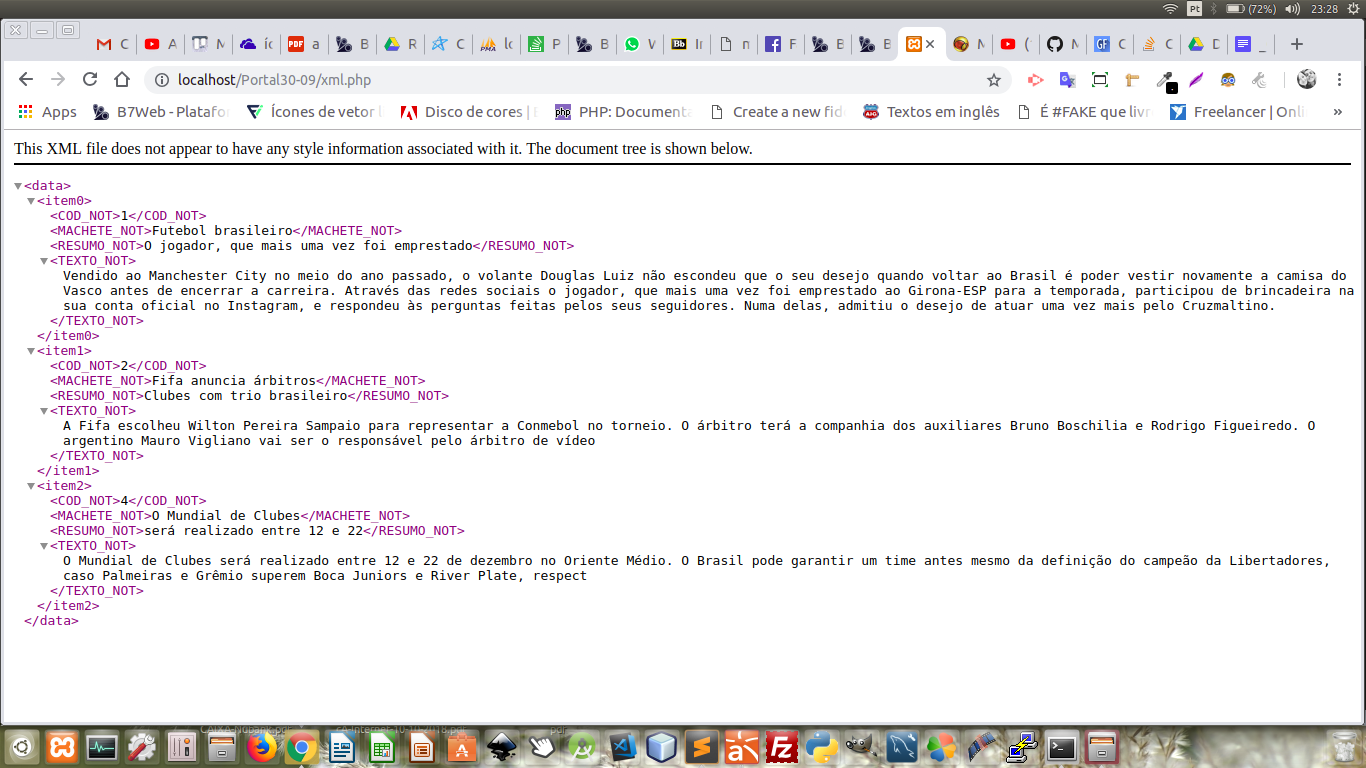 Pt
(72%)
23:28
C
A
M
íc
a
B
R
C
lo
P
B
W
In
n
F
B
B
M
(
M
C
C
D
_
localhost/Portal30-09/xml.php
Apps
B7Web - Platafo
Ícones de vetor
Disco de cores |
PHP: Documenta
Create a new fid
Textos em inglês
É #FAKE que livr
Freelancer | Onli
»
This XML file does not appear to have any style information associated with it. The document tree is shown below.
<data>
<item0>
<COD_NOT>1</COD_NOT>
<MACHETE_NOT>Futebol brasileiro</MACHETE_NOT>
<RESUMO_NOT>O jogador, que mais uma vez foi emprestado</RESUMO_NOT>
<TEXTO_NOT>
Vendido ao Manchester City no meio do ano passado, o volante Douglas Luiz não escondeu que o seu desejo quando voltar ao Brasil é poder vestir novamente a camisa do
Vasco antes de encerrar a carreira. Através das redes sociais o jogador, que mais uma vez foi emprestado ao Girona-ESP para a temporada, participou de brincadeira na
sua conta oficial no Instagram, e respondeu às perguntas feitas pelos seus seguidores. Numa delas, admitiu o desejo de atuar uma vez mais pelo Cruzmaltino.
</TEXTO_NOT>
</item0>
<item1>
<COD_NOT>2</COD_NOT>
<MACHETE_NOT>Fifa anuncia árbitros</MACHETE_NOT>
<RESUMO_NOT>Clubes com trio brasileiro</RESUMO_NOT>
<TEXTO_NOT>
A Fifa escolheu Wilton Pereira Sampaio para representar a Conmebol no torneio. O árbitro terá a companhia dos auxiliares Bruno Boschilia e Rodrigo Figueiredo. O
argentino Mauro Vigliano vai ser o responsável pelo árbitro de vídeo
</TEXTO_NOT>
</item1>
<item2>
<COD_NOT>4</COD_NOT>
<MACHETE_NOT>O Mundial de Clubes</MACHETE_NOT>
<RESUMO_NOT>será realizado entre 12 e 22</RESUMO_NOT>
<TEXTO_NOT>
O Mundial de Clubes será realizado entre 12 e 22 de dezembro no Oriente Médio. O Brasil pode garantir um time antes mesmo da definição do campeão da Libertadores,
caso Palmeiras e Grêmio superem Boca Juniors e River Plate, respect
</TEXTO_NOT>
</item2>
</data>